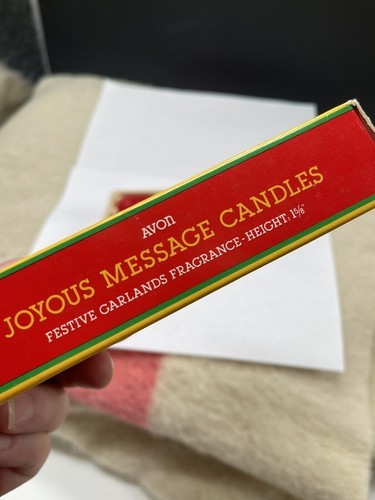 AVON
JOYOUS MESSAGE CANDLES
FESTIVE GARLANDS FRAGRANCE-HEIGHT: 1⅝"